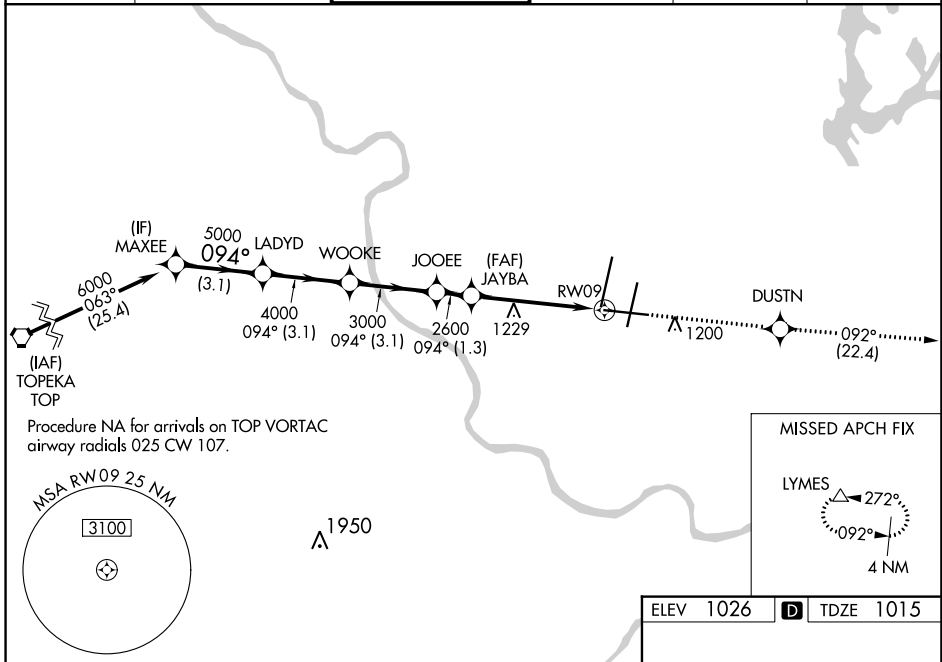 (IF)
MAXEE
5000
094°
(3.1)
LADYD
WOOKE
JOOEE
(FAF)
JAYBA
RW09
DUSTN
6000
063°
(25.4)
4000
094° (3.1)
3000
094° (3.1)
2600
094° (1.3)
1229
1200
092°
(22.4)
(IAF)
TOPEKA
TOP
Procedure NA for arrivals on TOP VORTAC
airway radials 025 CW 107.
MSA RW09 25 NM
3100
1950
MISSED APCH FIX
LYMES
272°
092°
4 NM
ELEV 1026 D TDZE 1015